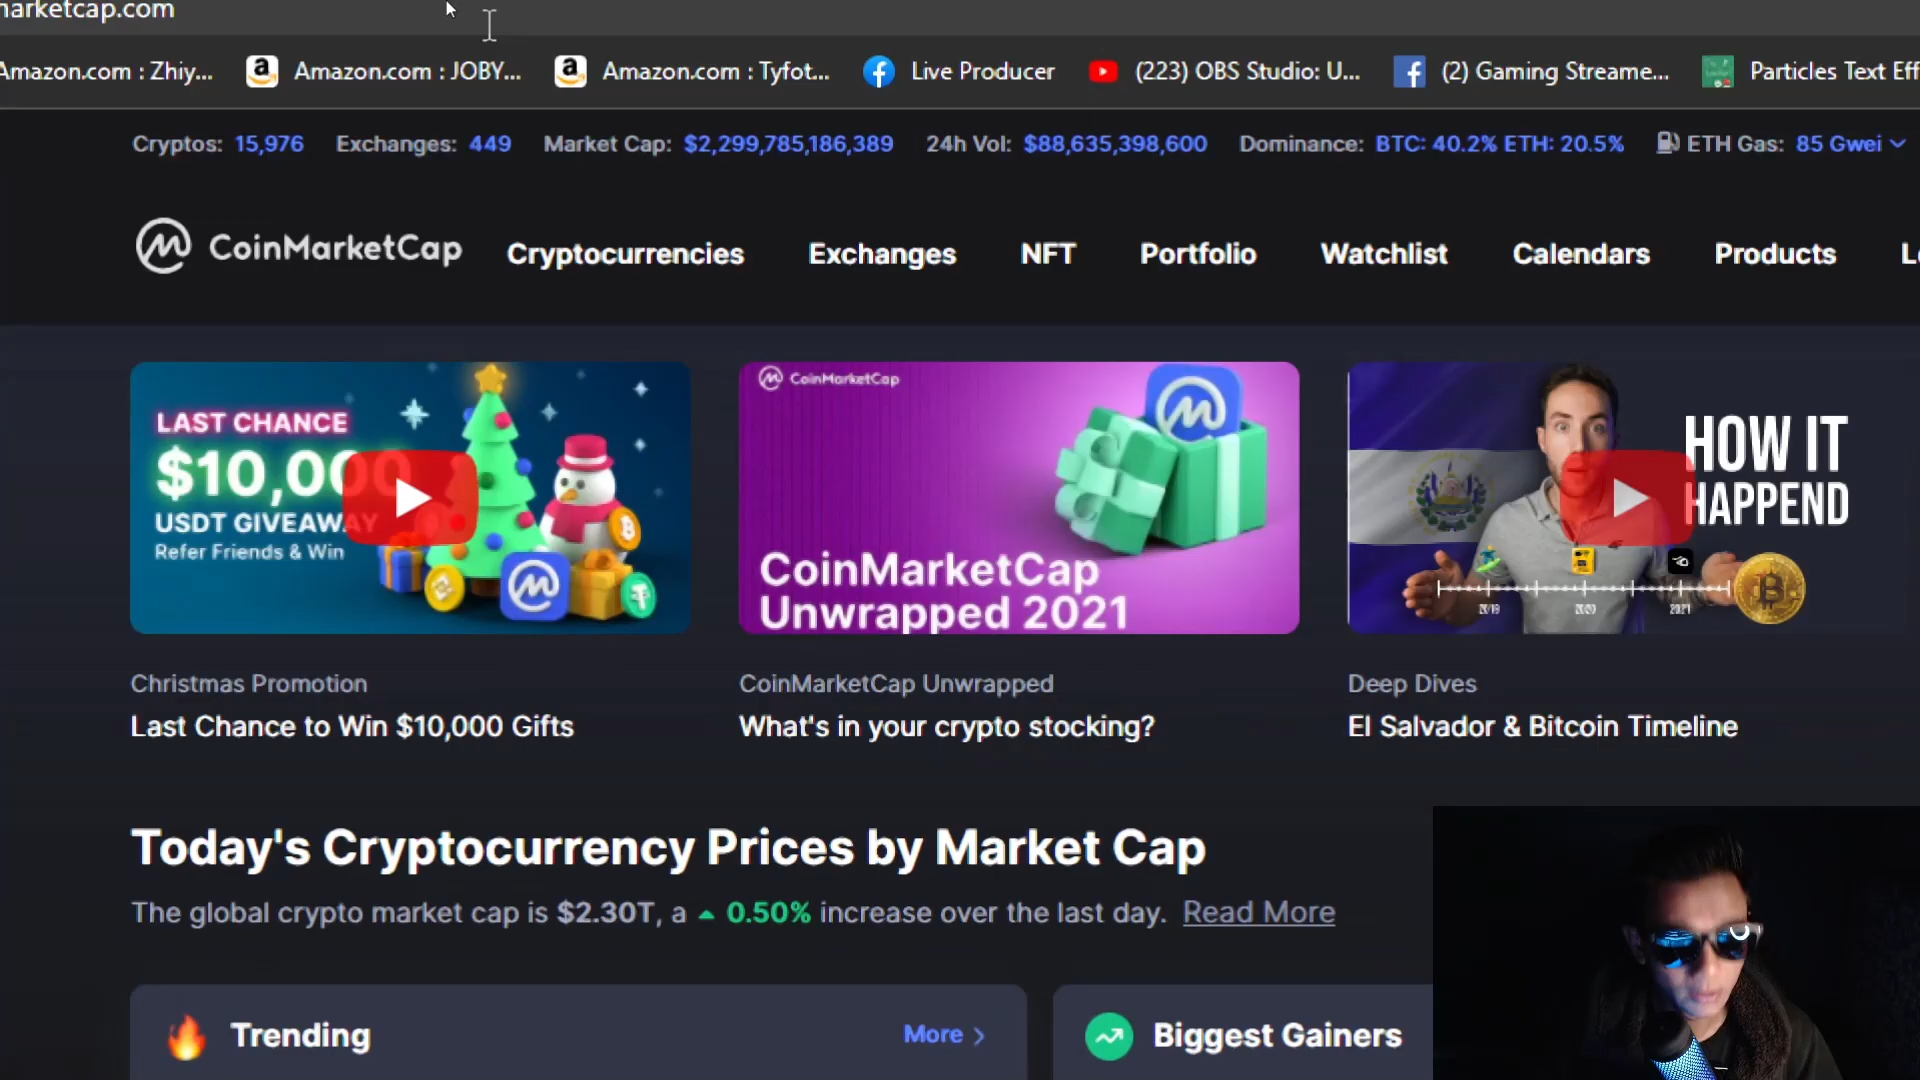 marketcap.com
Amazon.com : Zhiy... Amazon.com : JOBY... Amazon.com : Tyfot... Live Producer (223) OBS Studio: U... (2) Gaming Streame... Particles Text Eff
Cryptos: 15,976 Exchanges: 449 Market Cap: $2,299,785,186,389 24h Vol: $88,635,398,600 Dominance: BTC: 40.2% ETH: 20.5% ETH Gas: 85 Gwei
CoinMarketCap Cryptocurrencies Exchanges NFT Portfolio Watchlist Calendars Products
LAST CHANCE
$10,000
USDT GIVEAWAY
Refer Friends & Win
CoinMarketCap
CoinMarketCap
Unwrapped 2021
HOW IT
HAPPEND
2019 2020 2021
Christmas Promotion
Last Chance to Win $10,000 Gifts
CoinMarketCap Unwrapped
What's in your crypto stocking?
Deep Dives
El Salvador & Bitcoin Timeline
Today's Cryptocurrency Prices by Market Cap
The global crypto market cap is $2.30T, a 0.50% increase over the last day. Read More
Trending More
Biggest Gainers